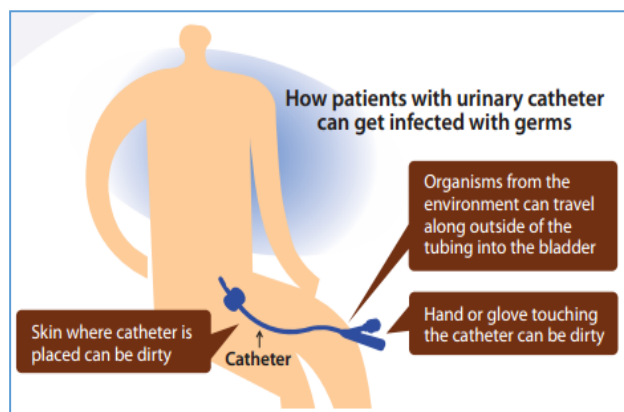 How patients with urinary catheter
can get infected with germs
Organisms from the
environment can travel
along outside of the
tubing into the bladder
Hand or glove touching
the catheter can be dirty
Skin where catheter is
placed can be dirty
Catheter